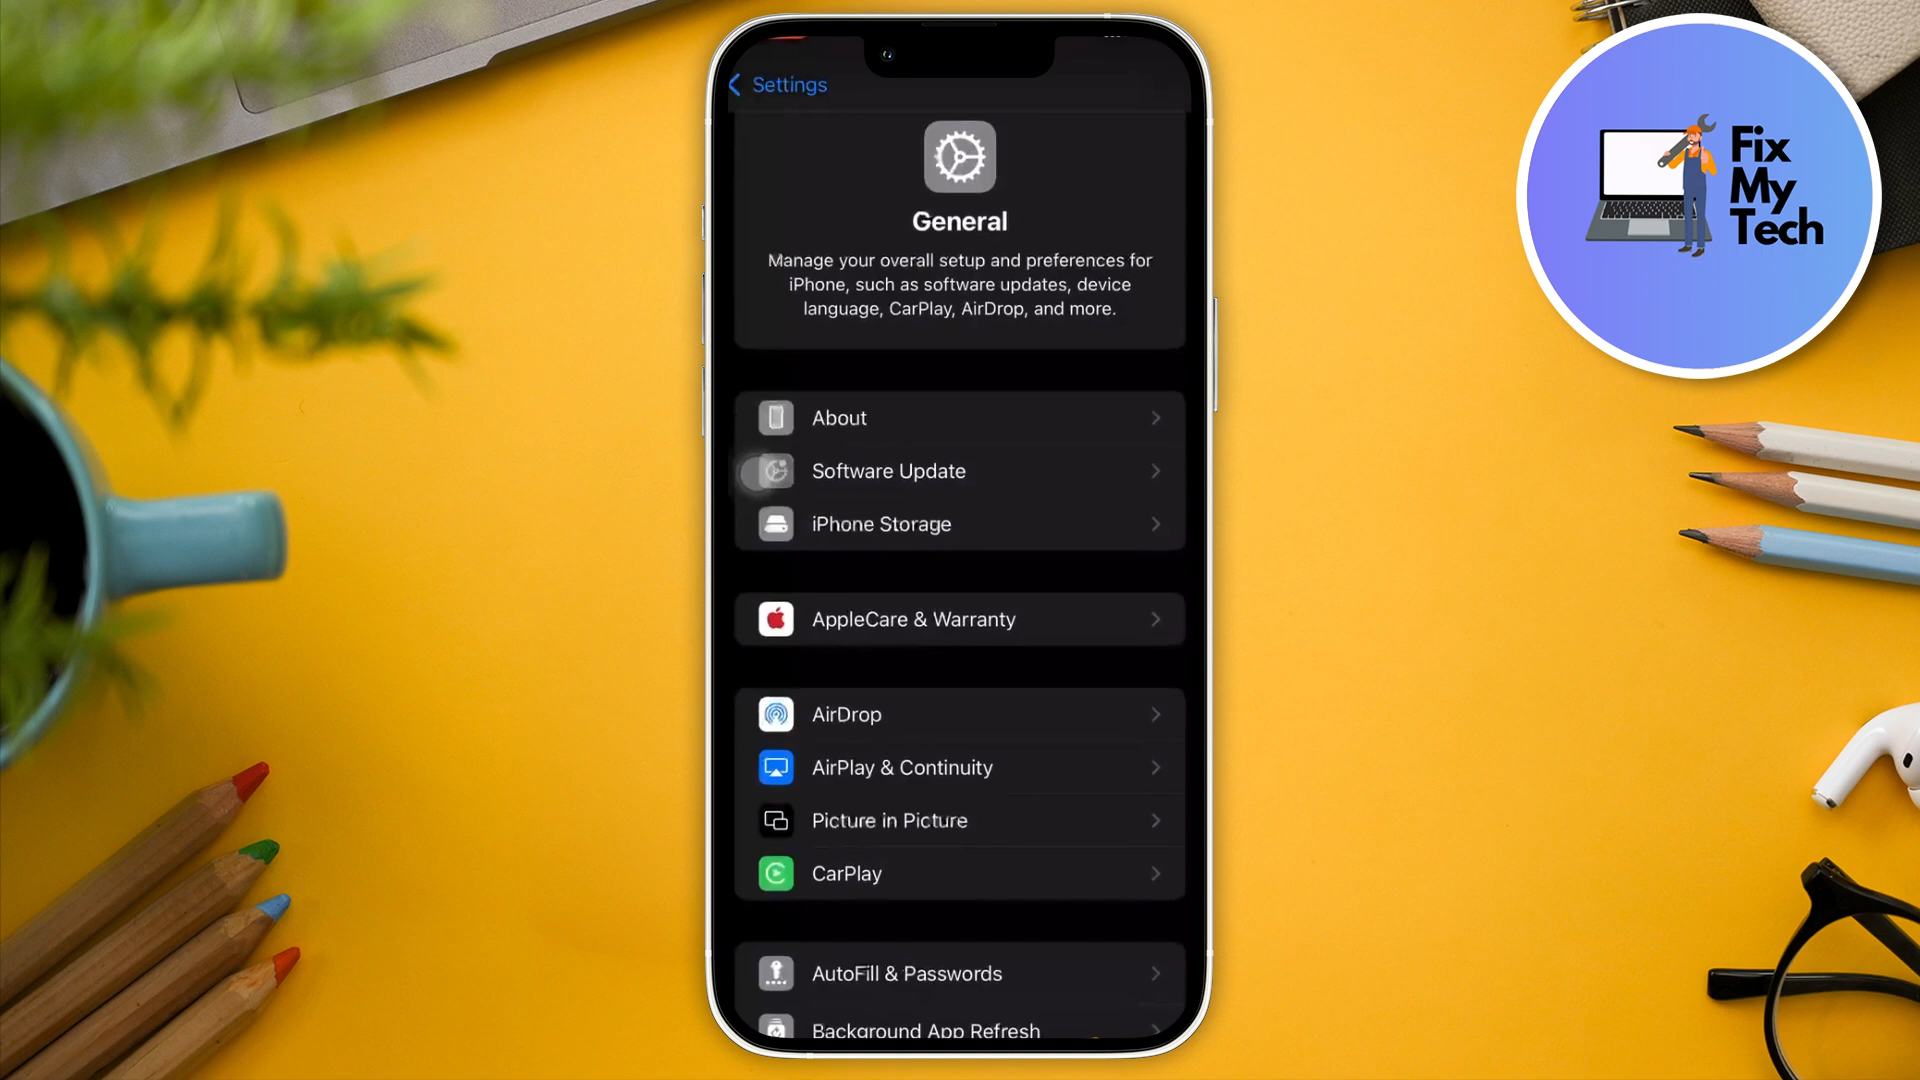 Settings
General
Manage your overall setup and preferences for
iPhone, such as software updates, device
language, CarPlay, AirDrop, and more.
About
Software Update
iPhone Storage
AppleCare & Warranty
AirDrop
AirPlay & Continuity
Picture in Picture
CarPlay
AutoFill & Passwords
Background App Refresh
Fix
My
Tech